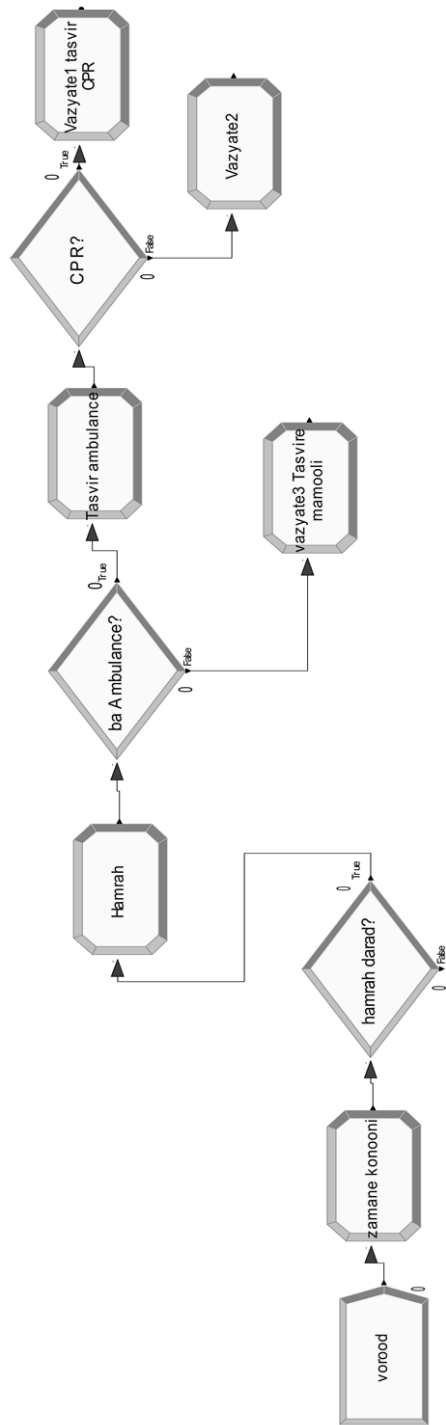 vorood
0
zamane konooni
hamrah darad?
0
True
0
False
Hamrah
ba Ambulance?
0
True
0
False
Tasvir ambulance
vazyate3 Tasvire
mamooli
CPR?
0
True
0
False
Vazyate1 tasvir
CPR
Vazyate2